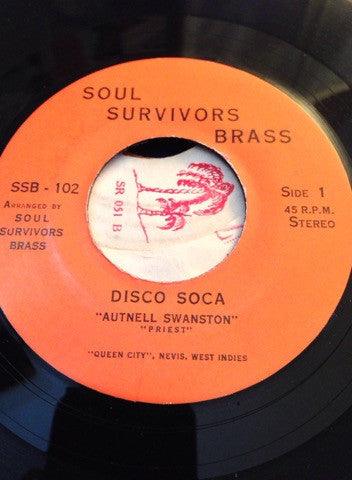 SOUL
SURVIVORS
BRASS
SSB - 102
ARRANGED BY
SOUL
SURVIVORS
BRASS
SR 051 B
SIDE 1
45 R.P.M.
STEREO
DISCO SOCA
"AUTNELL SWANSTON"
"PRIEST"
"QUEEN CITY", NEVIS, WEST INDIES